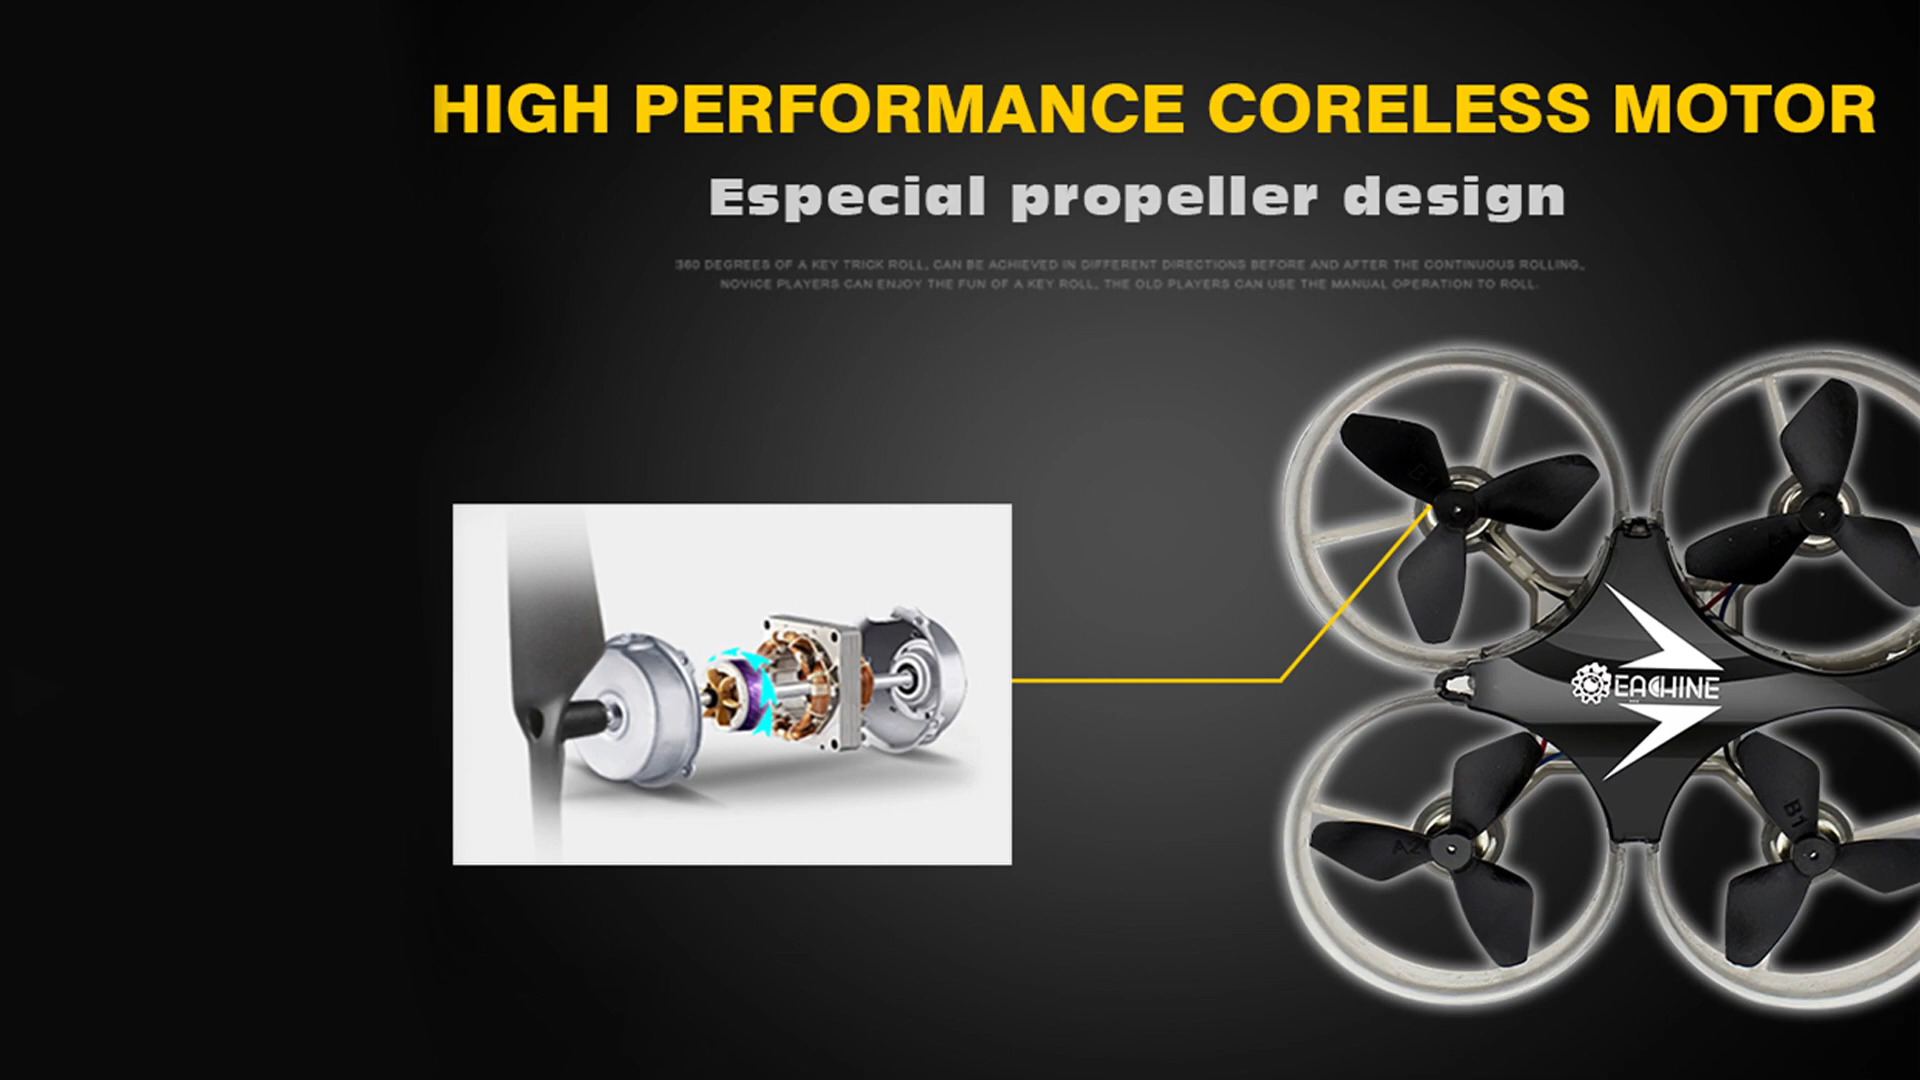 HIGH PERFORMANCE CORELESS MOTOR
Especial propeller design
360 DEGREES OF A KEY TRICK ROLL, CAN BE ACHIEVED IN DIFFERENT DIRECTIONS BEFORE AND AFTER THE CONTINUOUS ROLLING,
NOVICE PLAYERS CAN ENJOY THE FUN OF A KEY ROLL, THE OLD PLAYERS CAN USE THE MANUAL OPERATION TO ROLL.
B1
EACHINE
A2
B1